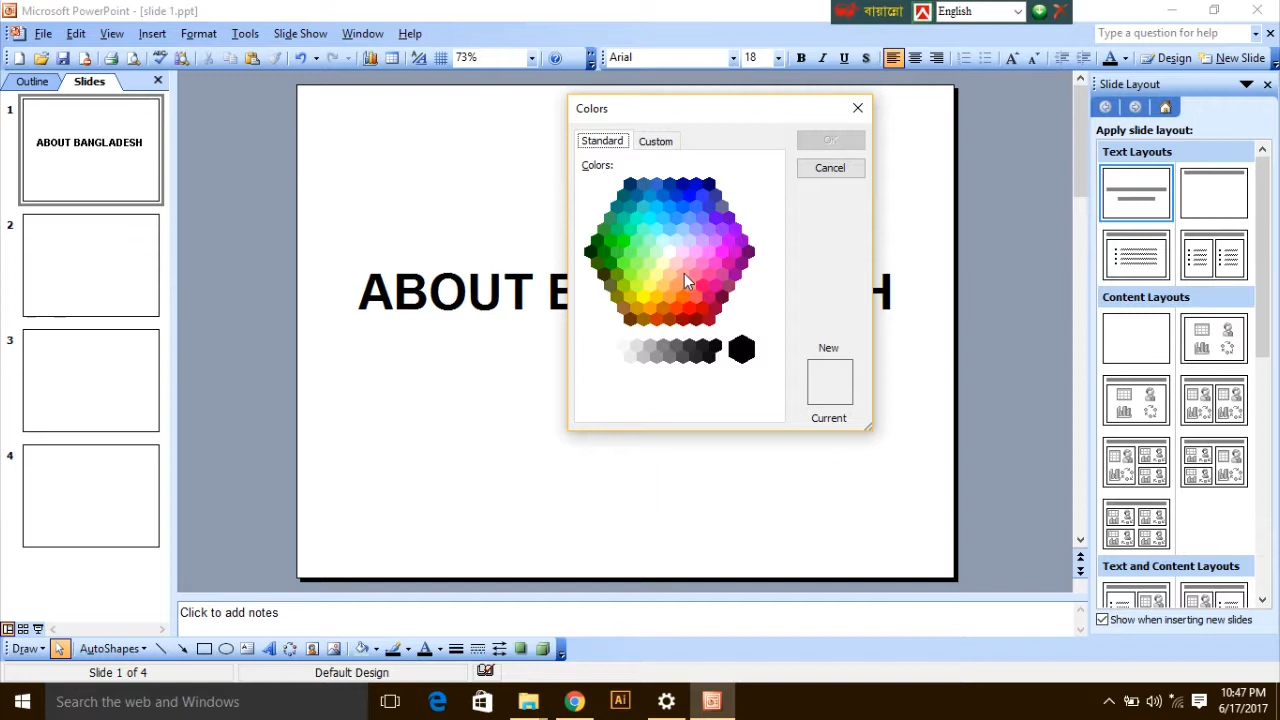 Microsoft PowerPoint - [slide 1.ppt]
বায়ান্নো English
File Edit View Insert Format Tools Slide Show Window Help
Type a question for help
73% Arial 18 B I U S A Design New Slide
Outline Slides
Slide Layout
1
ABOUT BANGLADESH
2
3
4
ABOUT B
H
Colors
Standard Custom
Colors:
OK
Cancel
New
Current
Apply slide layout:
Text Layouts
Content Layouts
Text and Content Layouts
Show when inserting new slides
Click to add notes
Draw AutoShapes A
Slide 1 of 4 Default Design
Search the web and Windows
Ai
10:47 PM
6/17/2017